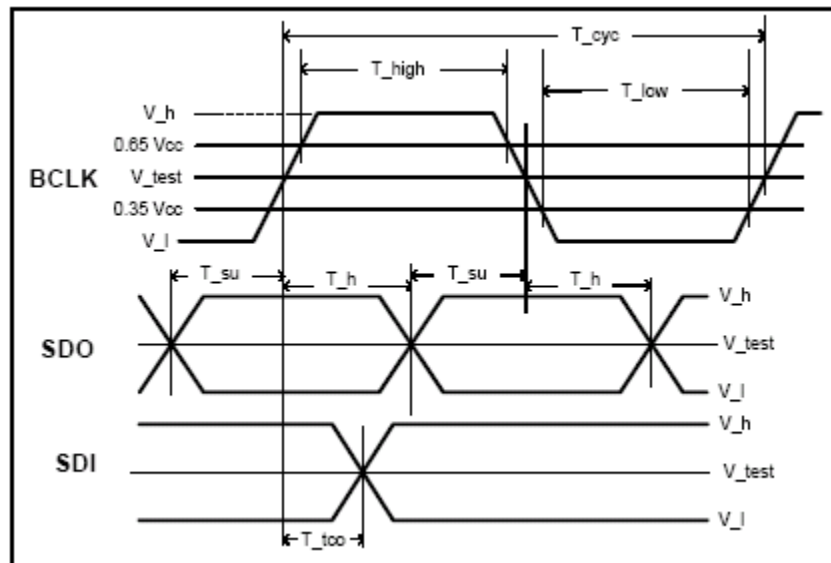 T_cyc
T_high
T_low
V_h
0.65 Vcc
BCLK
V_test
0.35 Vcc
V_l
T_su
T_h
T_su
T_h
V_h
SDO
V_test
V_l
V_h
SDI
V_test
V_l
T_tco